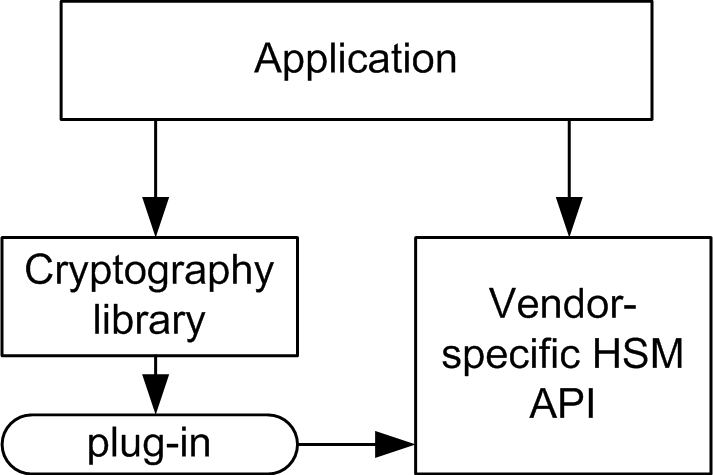 Application
Cryptography
library
Vendor-
specific HSM
API
plug-in